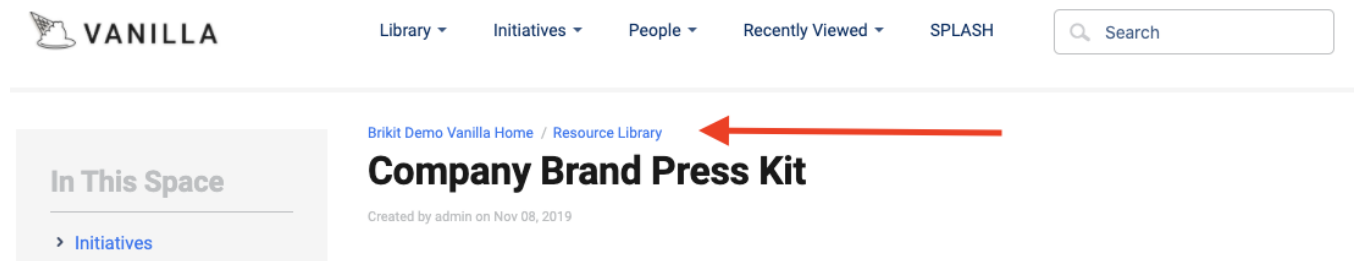 VANILLA
Library Initiatives People Recently Viewed SPLASH Search
Brikit Demo Vanilla Home / Resource Library
Company Brand Press Kit
Created by admin on Nov 08, 2019
In This Space
Initiatives